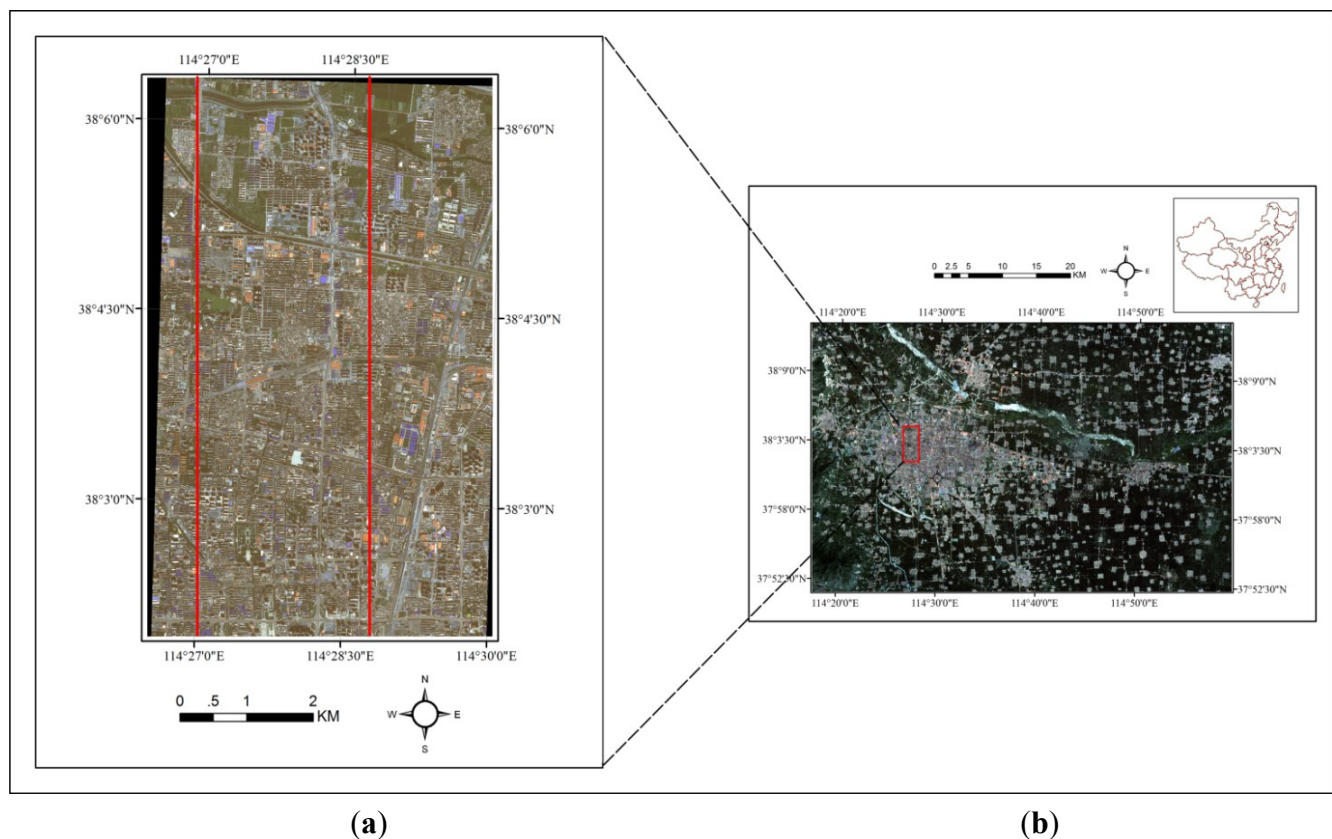 114°27'0"E 114°28'30"E
38°6'0"N
38°6'0"N
38°4'30"N
38°4'30"N
38°3'0"N
38°3'0"N
114°27'0"E 114°28'30"E 114°30'0"E
0 .5 1 2
KM
N
W E
S
0 2.5 5 10 15 20
KM
N
W E
S
114°20'0"E 114°30'0"E 114°40'0"E 114°50'0"E
38°9'0"N
38°9'0"N
38°3'30"N
38°3'30"N
37°58'0"N
37°58'0"N
37°52'30"N
37°52'30"N
114°20'0"E 114°30'0"E 114°40'0"E 114°50'0"E
(a) (b)